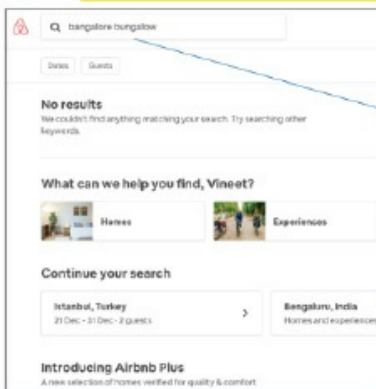 bangalore bungalow
Dates Guests
No results
We couldn't find anything matching your search. Try searching other
keywords.
What can we help you find, Vineet?
Homes Experiences
Continue your search
Istanbul, Turkey Bengaluru, India
21 Dec - 31 Dec · 2 guests Homes and experiences
Introducing Airbnb Plus
A new selection of homes verified for quality & comfort